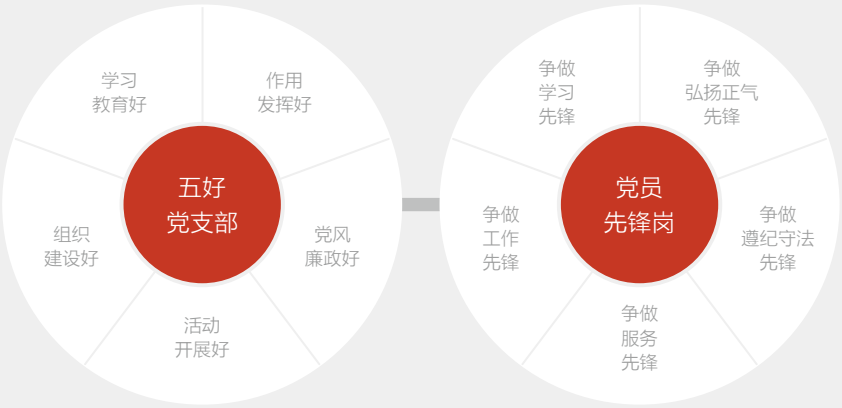 学习
教育好
作用
发挥好
五好
党支部
组织
建设好
党风
廉政好
活动
开展好
争做
学习
先锋
争做
弘扬正气
先锋
党员
先锋岗
争做
工作
先锋
争做
遵纪守法
先锋
争做
服务
先锋